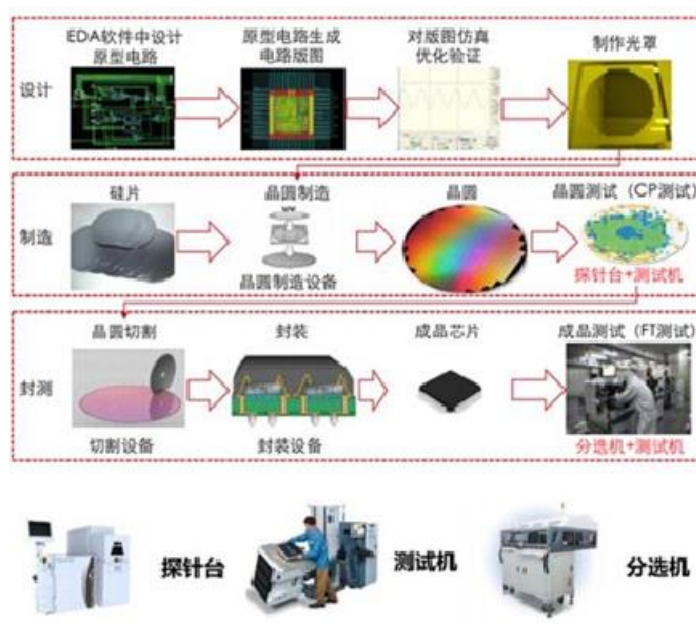 EDA软件中设计
原型电路
原型电路生成
电路版图
对版图仿真
优化验证
制作光罩
设计
硅片
晶圆制造
晶圆
晶圆测试（CP测试）
制造
晶圆制造设备
探针台+测试机
晶圆切割
封装
成品芯片
成品测试（FT测试）
封测
切割设备
封装设备
分选机+测试机
探针台
测试机
分选机